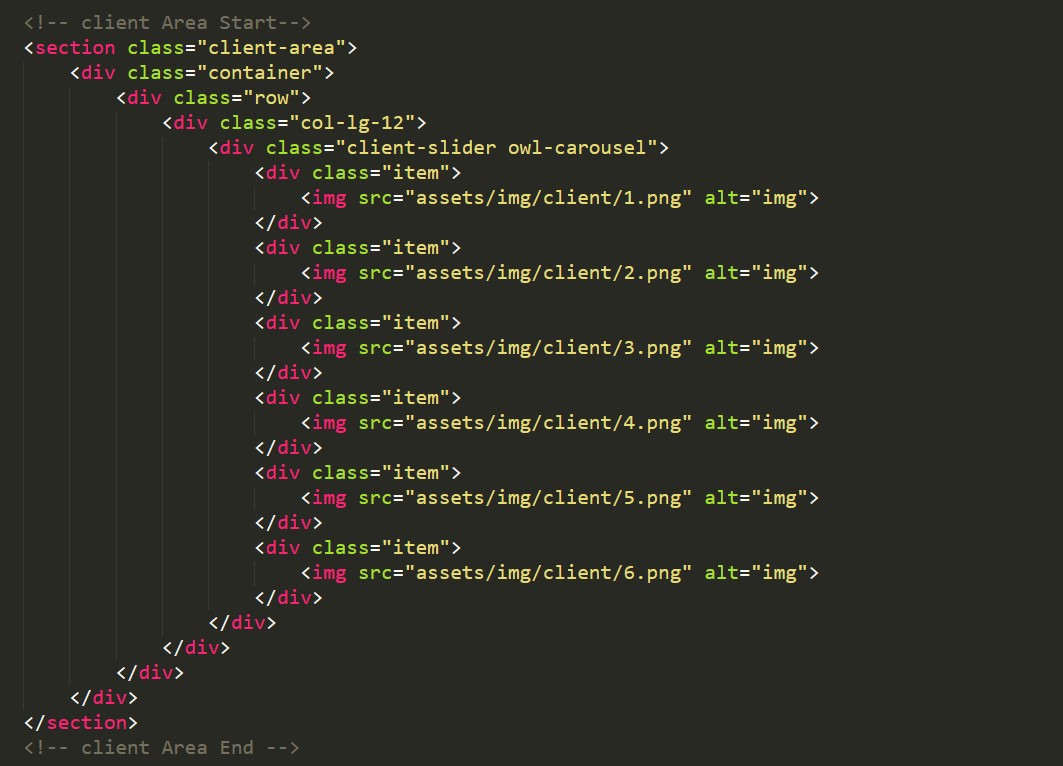 <!-- client Area Start-->
<section class="client-area">
    <div class="container">
        <div class="row">
            <div class="col-lg-12">
                <div class="client-slider owl-carousel">
                    <div class="item">
                        <img src="assets/img/client/1.png" alt="img">
                    </div>
                    <div class="item">
                        <img src="assets/img/client/2.png" alt="img">
                    </div>
                    <div class="item">
                        <img src="assets/img/client/3.png" alt="img">
                    </div>
                    <div class="item">
                        <img src="assets/img/client/4.png" alt="img">
                    </div>
                    <div class="item">
                        <img src="assets/img/client/5.png" alt="img">
                    </div>
                    <div class="item">
                        <img src="assets/img/client/6.png" alt="img">
                    </div>
                </div>
            </div>
        </div>
    </div>
</section>
<!-- client Area End -->